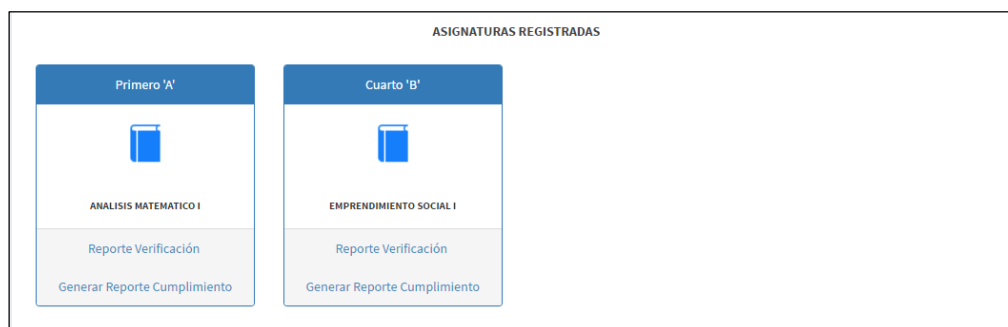 ASIGNATURAS REGISTRADAS
Primero 'A'
ANALISIS MATEMATICO I
Reporte Verificación
Generar Reporte Cumplimiento
Cuarto 'B'
EMPRENDIMIENTO SOCIAL I
Reporte Verificación
Generar Reporte Cumplimiento